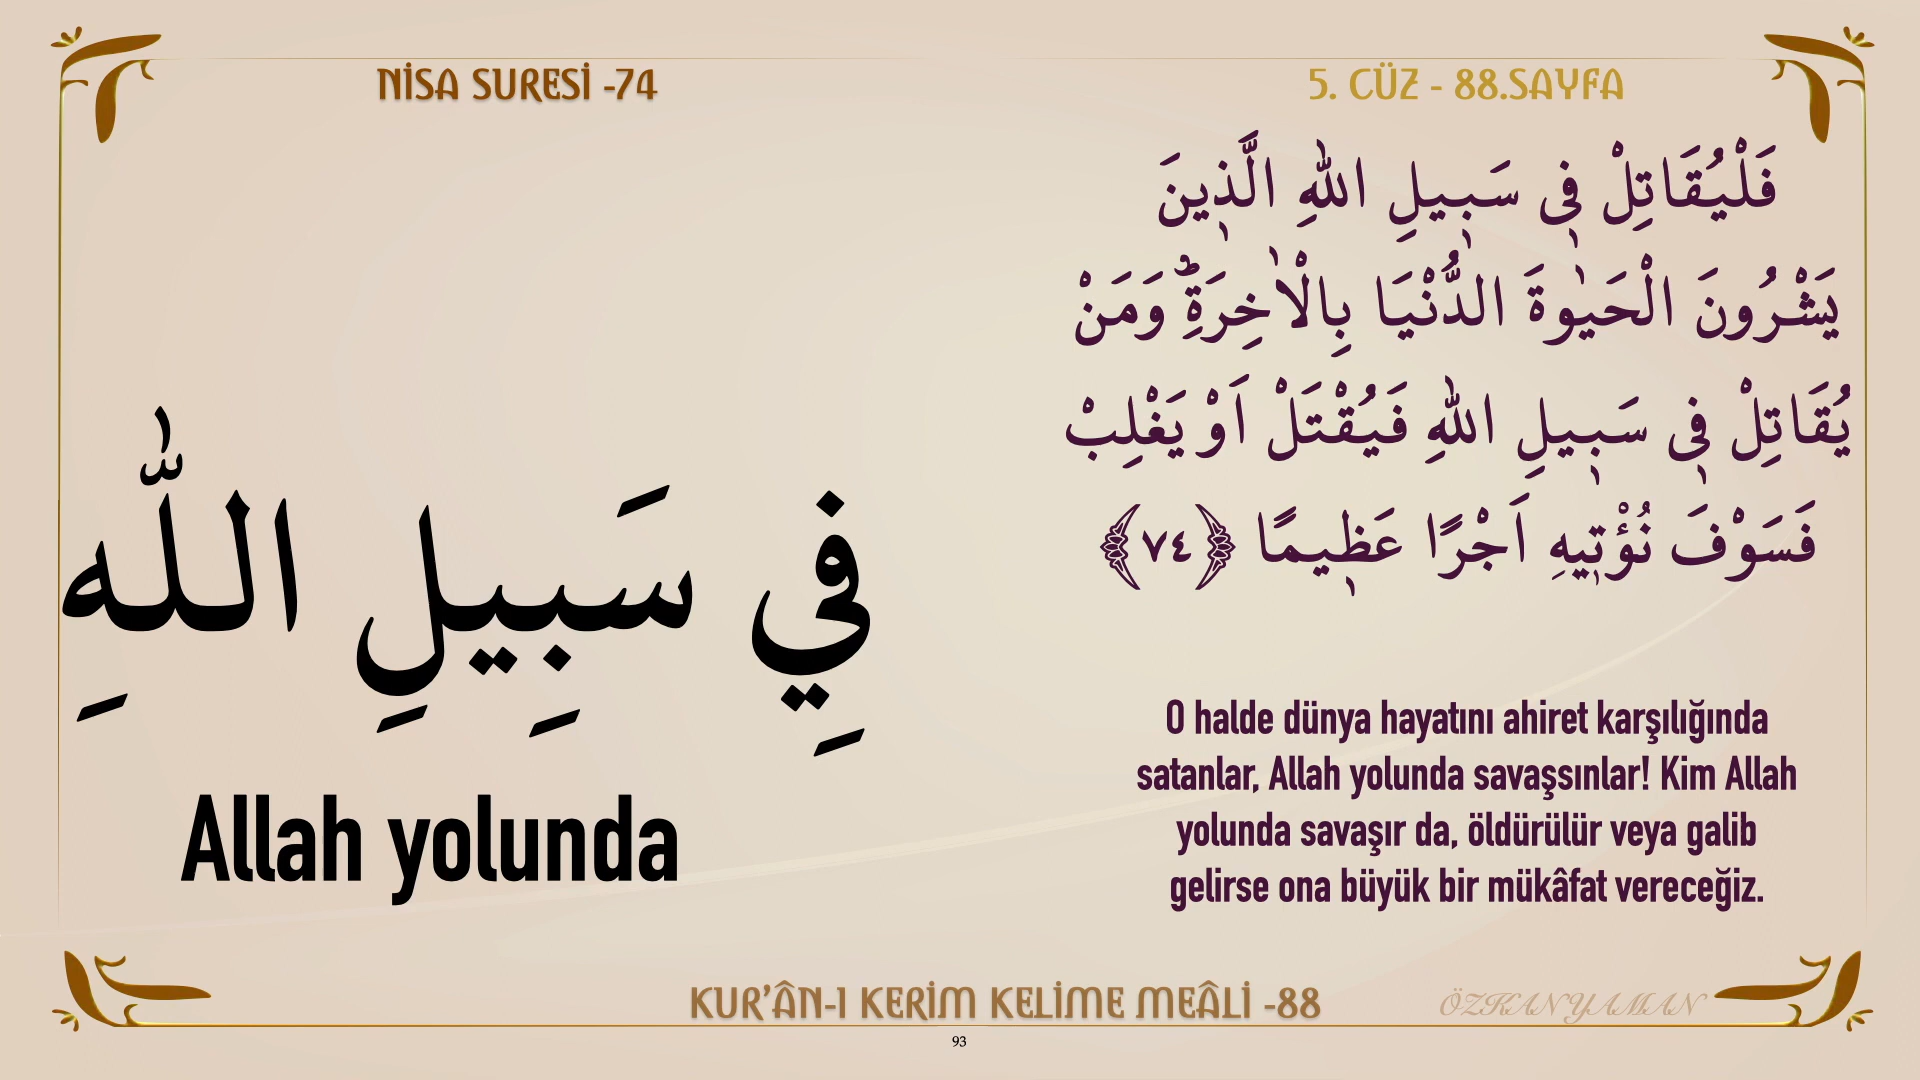 NİSA SURESİ -74
5. CÜZ - 88.SAYFA
فَلْيُقَاتِلْ فٖي سَبٖيلِ اللّٰهِ الَّذٖينَ
يَشْرُونَ الْحَيٰوةَ الدُّنْيَا بِالْاٰخِرَةِؕ وَمَنْ
يُقَاتِلْ فٖي سَبٖيلِ اللّٰهِ فَيُقْتَلْ اَوْ يَغْلِبْ
فَسَوْفَ نُؤْتٖيهِ اَجْرًا عَظٖيمًا ﴿٧٤﴾
فِي سَبِيلِ اللّٰهِ
Allah yolunda
O halde dünya hayatını ahiret karşılığında
satanlar, Allah yolunda savaşsınlar! Kim Allah
yolunda savaşır da, öldürülür veya galib
gelirse ona büyük bir mükâfat vereceğiz.
KUR'ÂN-I KERİM KELİME MEÂLİ -88
ÖZKAN YAMAN
93